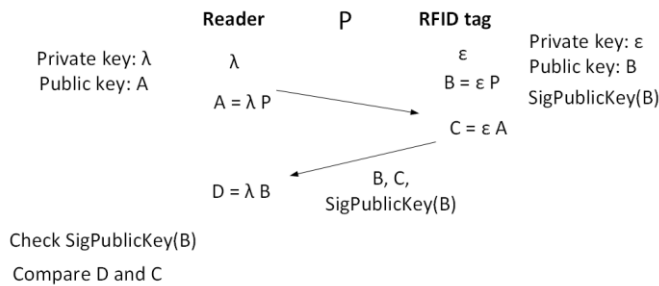 Reader P RFID tag
Private key: λ
Public key: A
λ
A = λ P
ε
B = ε P
C = ε A
Private key: ε
Public key: B
SigPublicKey(B)
D = λ B
B, C,
SigPublicKey(B)
Check SigPublicKey(B)
Compare D and C